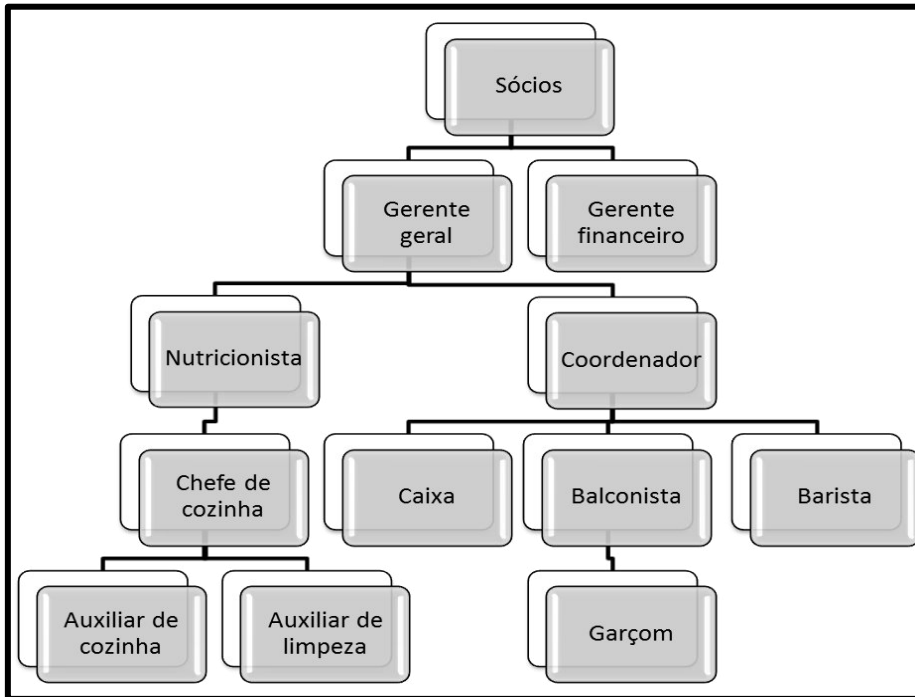 Sócios
Gerente
geral
Gerente
financeiro
Nutricionista
Coordenador
Chefe de
cozinha
Caixa
Balconista
Barista
Auxiliar de
cozinha
Auxiliar de
limpeza
Garçom